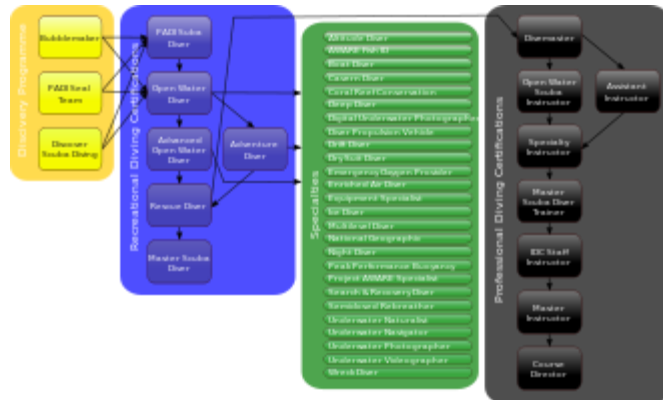 Discovery Programme
Bubblemaker
PADI Seal
Team
Discover
Scuba Diving
Recreational Diving Certifications
PADI Scuba
Diver
Open Water
Diver
Advanced
Open Water
Diver
Adventure
Diver
Rescue Diver
Master Scuba
Diver
Specialties
Altitude Diver
AWARE Fish ID
Boat Diver
Cavern Diver
Coral Reef Conservation
Deep Diver
Digital Underwater Photographer
Diver Propulsion Vehicle
Drift Diver
Dry Suit Diver
Emergency Oxygen Provider
Enriched Air Diver
Equipment Specialist
Ice Diver
Multilevel Diver
National Geographic
Night Diver
Peak Performance Buoyancy
Project AWARE Specialist
Search & Recovery Diver
Semiclosed Rebreather
Underwater Naturalist
Underwater Navigator
Underwater Photographer
Underwater Videographer
Wreck Diver
Professional Diving Certifications
Divemaster
Open Water
Scuba
Instructor
Assistant
Instructor
Specialty
Instructor
Master
Scuba Diver
Trainer
IDC Staff
Instructor
Master
Instructor
Course
Director